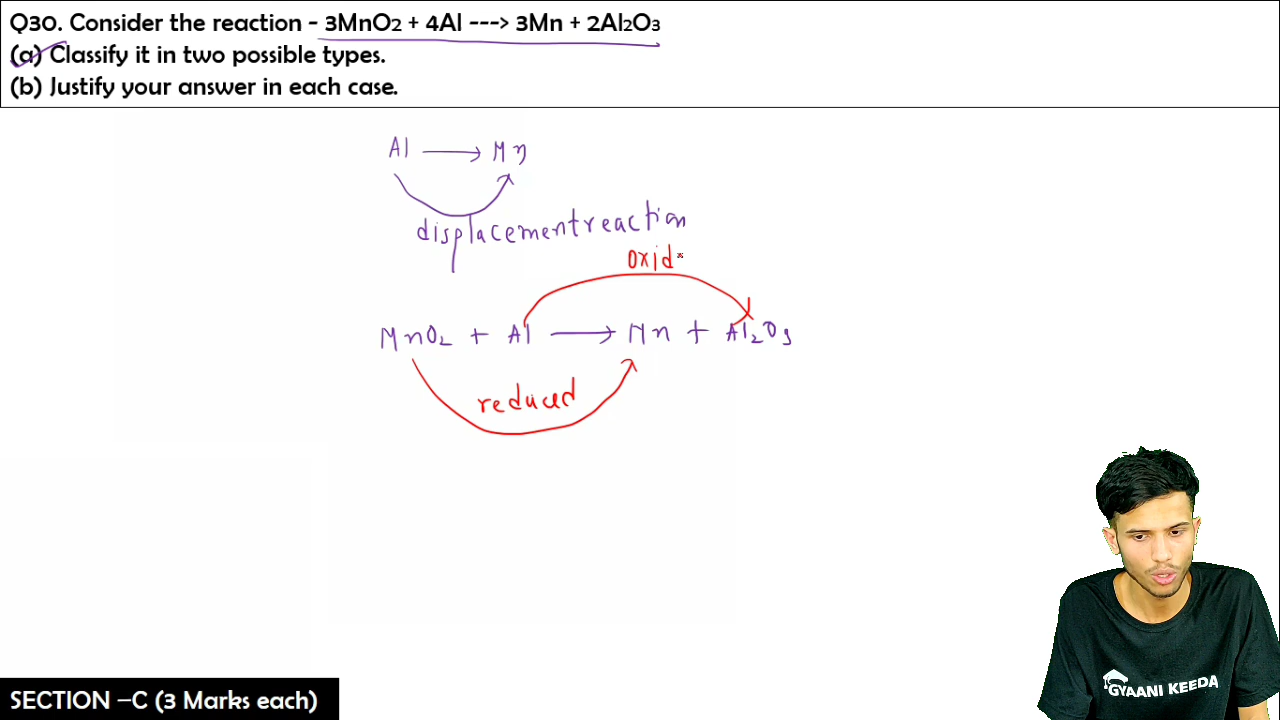 Q30. Consider the reaction - 3MnO2 + 4Al ---> 3Mn + 2Al2O3
(a) Classify it in two possible types.
(b) Justify your answer in each case.
Al → Mn
displacement reaction
oxid
MnO2 + Al → Mn + Al2O3
reduced
GYAANI KEEDA
SECTION –C (3 Marks each)